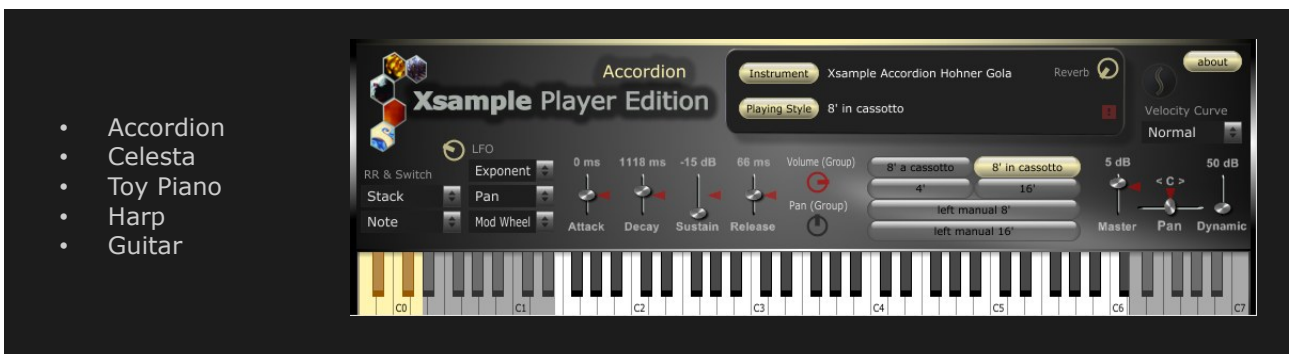 • Accordion
• Celesta
• Toy Piano
• Harp
• Guitar
Accordion
Xsample Player Edition
Instrument Xsample Accordion Hohner Gola Reverb
Playing Style 8' in cassotto
about
Velocity Curve
Normal
RR & Switch
Stack
Note
LFO
Exponent
Pan
Mod Wheel
0 ms 1118 ms -15 dB 66 ms
Attack Decay Sustain Release
Volume (Group)
Pan (Group)
8' a cassotto 8' in cassotto
4' 16'
left manual 8'
left manual 16'
5 dB < C > 50 dB
Master Pan Dynamic
C0 C1 C2 C3 C4 C5 C6 C7